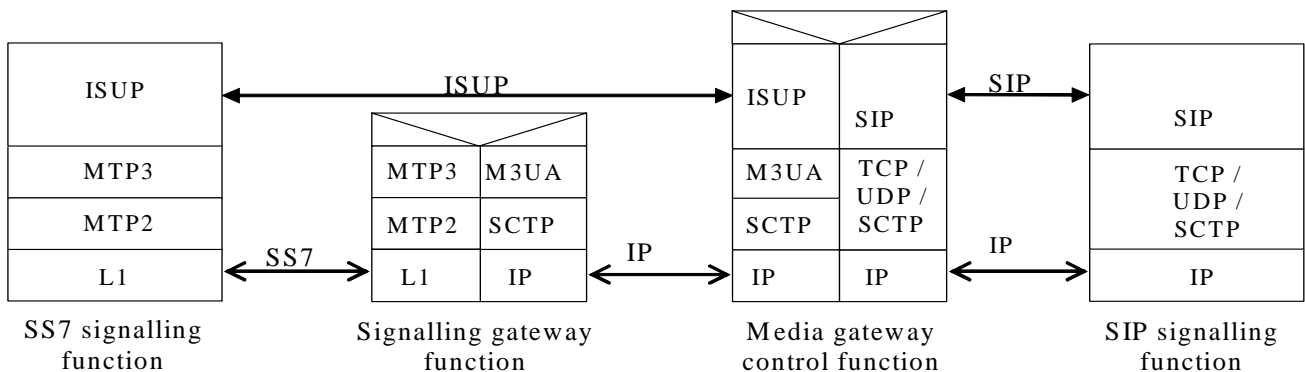 ISUP
MTP3
MTP2
L1
SS7 signalling
function
ISUP
SS7
MTP3 M3UA
MTP2 SCTP
L1 IP
Signalling gateway
function
IP
ISUP
SIP
M3UA
SCTP
TCP /
UDP /
SCTP
IP IP
Media gateway
control function
SIP
IP
SIP
TCP /
UDP /
SCTP
IP
SIP signalling
function